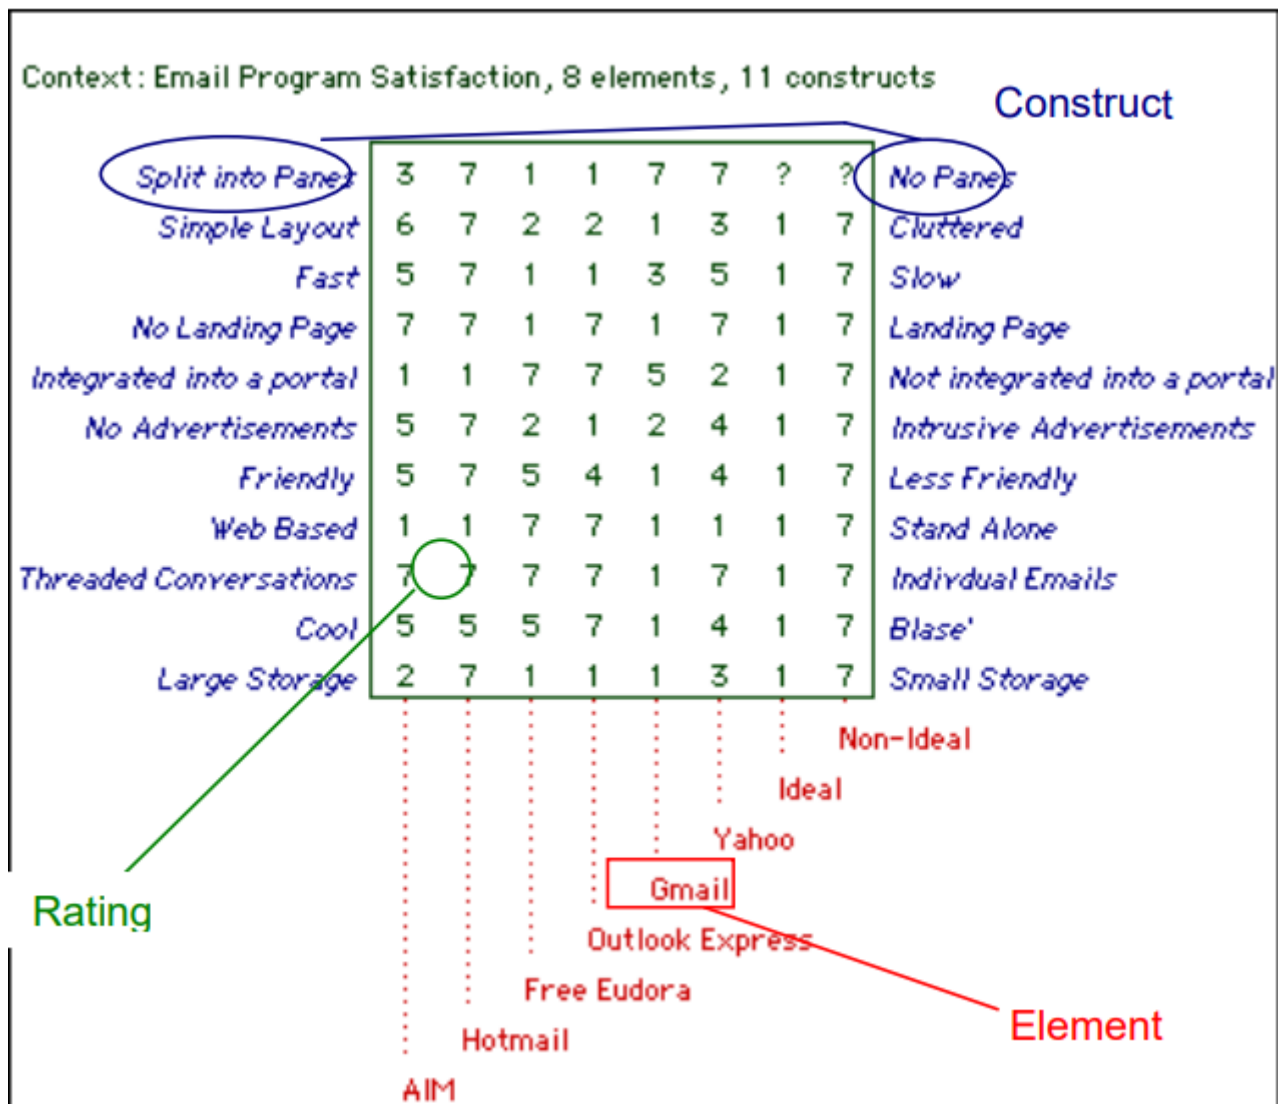 Context: Email Program Satisfaction, 8 elements, 11 constructs
Construct
Split into Panes 3 7 1 1 7 7 ? ? No Panes
Simple Layout 6 7 2 2 1 3 1 7 Cluttered
Fast 5 7 1 1 3 5 1 7 Slow
No Landing Page 7 7 1 7 1 7 1 7 Landing Page
Integrated into a portal 1 1 7 7 5 2 1 7 Not integrated into a portal
No Advertisements 5 7 2 1 2 4 1 7 Intrusive Advertisements
Friendly 5 7 5 4 1 4 1 7 Less Friendly
Web Based 1 1 7 7 1 1 1 7 Stand Alone
Threaded Conversations 7 7 7 7 1 7 1 7 Indivdual Emails
Cool 5 5 5 7 1 4 1 7 Blase'
Large Storage 2 7 1 1 1 3 1 7 Small Storage
Non-Ideal
Ideal
Yahoo
Gmail
Rating
Outlook Express
Free Eudora
Element
Hotmail
AIM